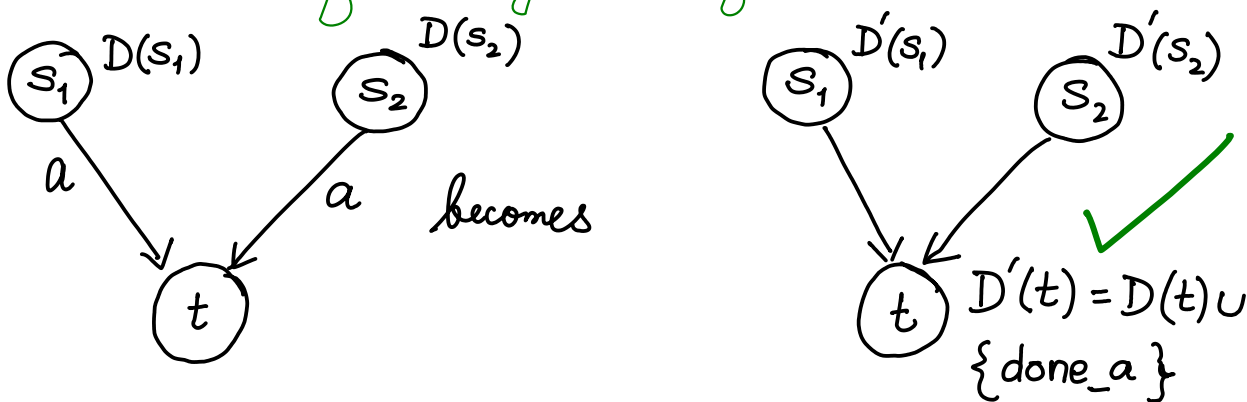 D(s₁) D(s₂) D'(s₁) D'(s₂)
s₁ s₂ s₁ s₂
a a becomes
t t D'(t) = D(t) ∪
{done_a}